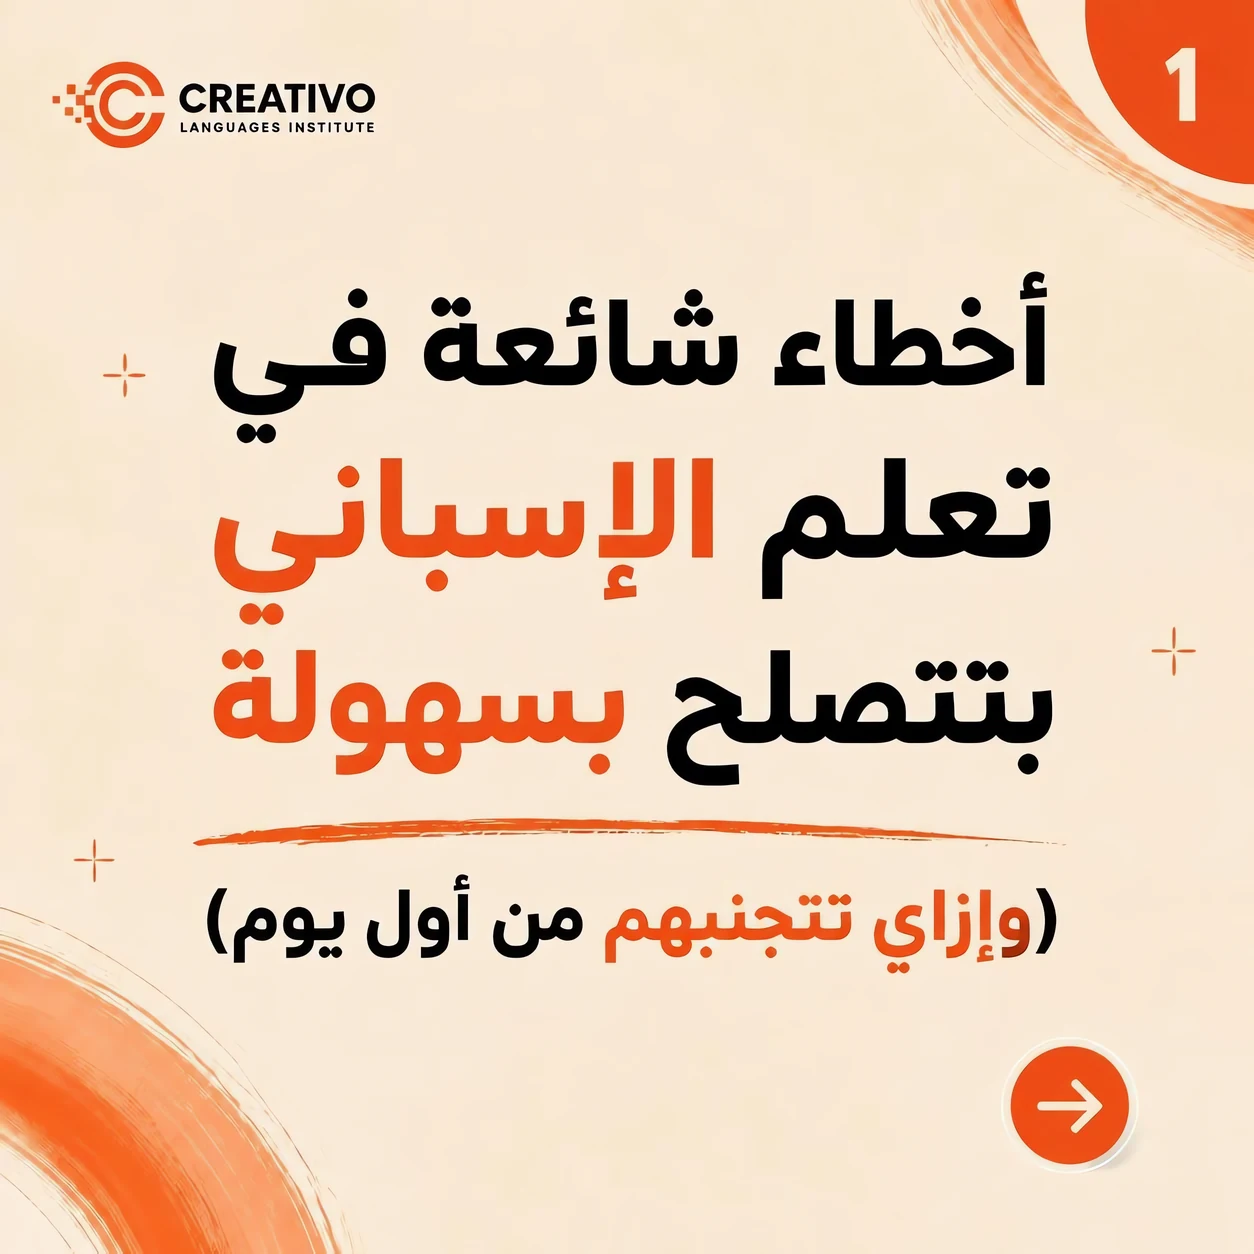 CREATIVO
LANGUAGES INSTITUTE
1
أخطاء شائعة في
تعلم الإسباني
بتتصلح بسهولة
(وإزاي تتجنبهم من أول يوم)